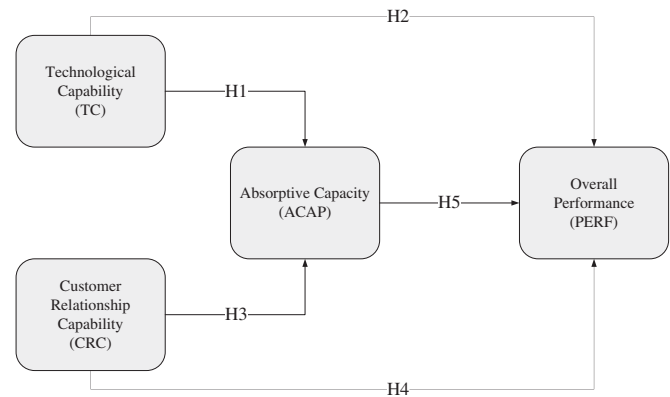 H2
Technological
Capability
(TC)
H1
Absorptive Capacity
(ACAP)
H5
Overall
Performance
(PERF)
Customer
Relationship
Capability
(CRC)
H3
H4